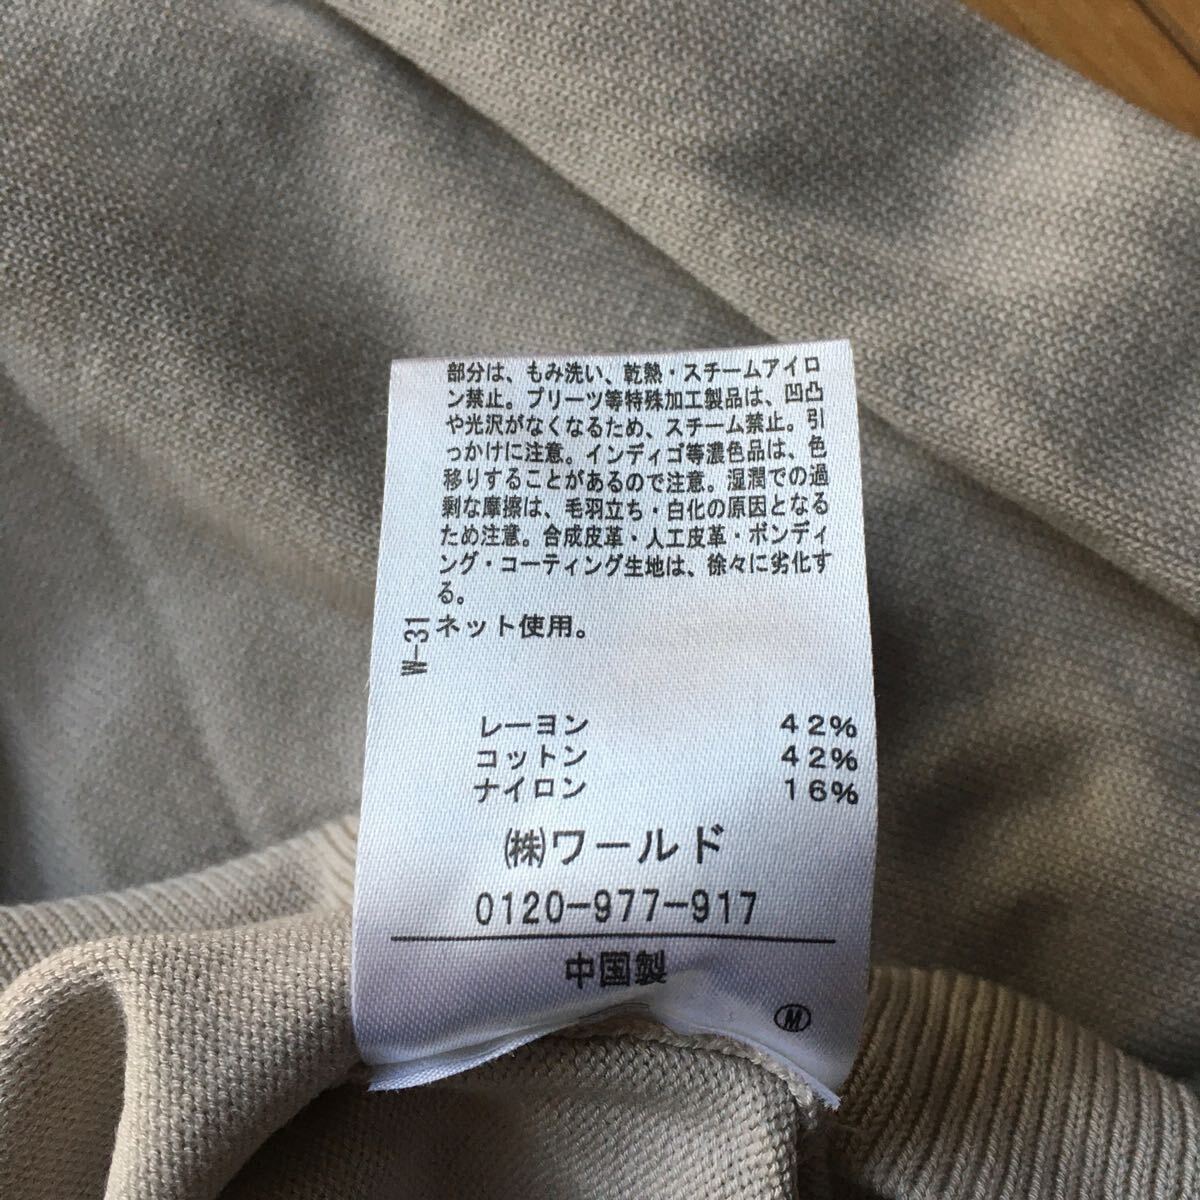 部分は、もみ洗い、乾熱・スチームアイロ
ン禁止。プリーツ等特殊加工製品は、凹凸
や光沢がなくなるため、スチーム禁止。引
っかけに注意。インディゴ等濃色品は、色
移りすることがあるので注意。湿潤での過
剰な摩擦は、毛羽立ち・白化の原因となる
ため注意。合成皮革・人工皮革・ボンディ
ング・コーティング生地は、徐々に劣化す
る。
ネット使用。
W-31
レーヨン 42%
コットン 42%
ナイロン 16%
㈱ワールド
0120-977-917
中国製
Ⓜ